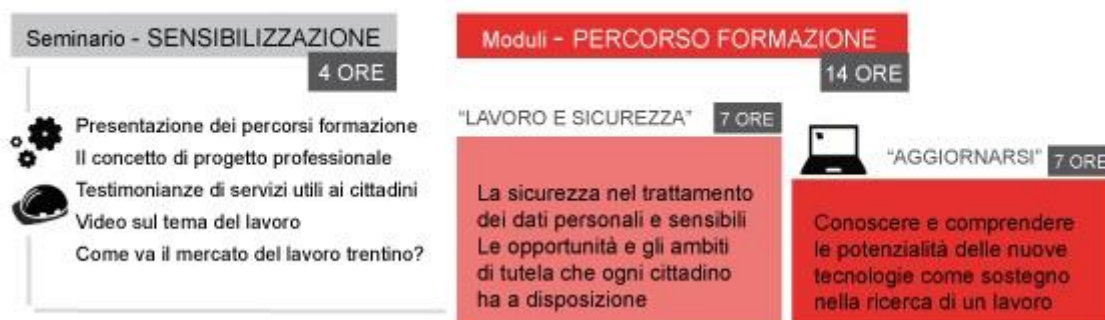 Seminario - SENSIBILIZZAZIONE
4 ORE
Presentazione dei percorsi formazione
Il concetto di progetto professionale
Testimonianze di servizi utili ai cittadini
Video sul tema del lavoro
Come va il mercato del lavoro trentino?
Moduli - PERCORSO FORMAZIONE
14 ORE
"LAVORO E SICUREZZA" 7 ORE
La sicurezza nel trattamento
dei dati personali e sensibili
Le opportunità e gli ambiti
di tutela che ogni cittadino
ha a disposizione
"AGGIORNARSI" 7 ORE
Conoscere e comprendere
le potenzialità delle nuove
tecnologie come sostegno
nella ricerca di un lavoro